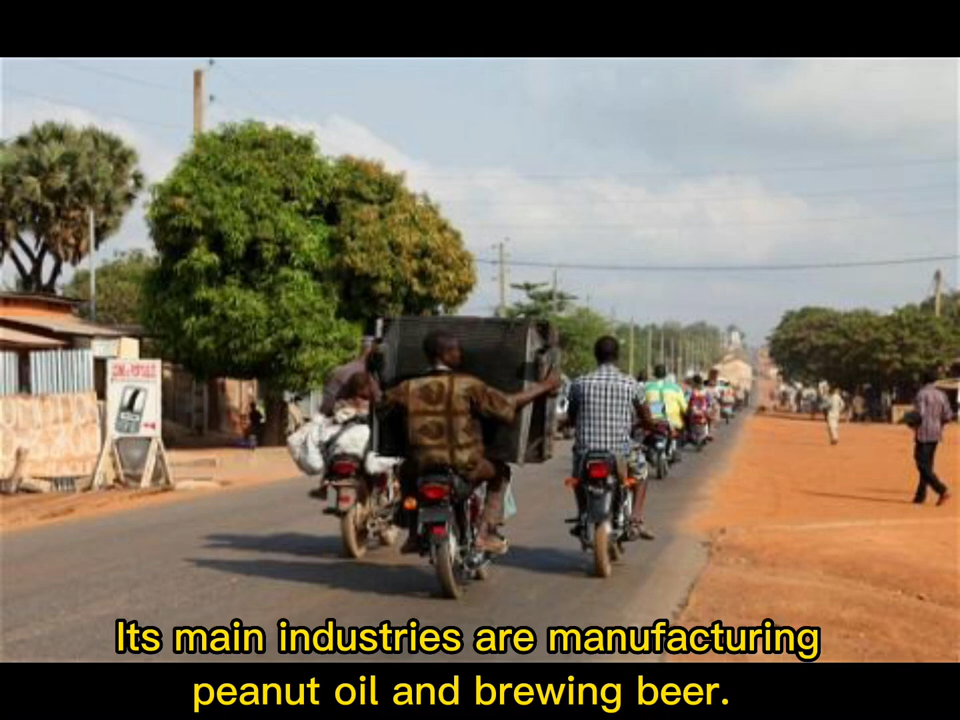 Its main industries are manufacturing
peanut oil and brewing beer.